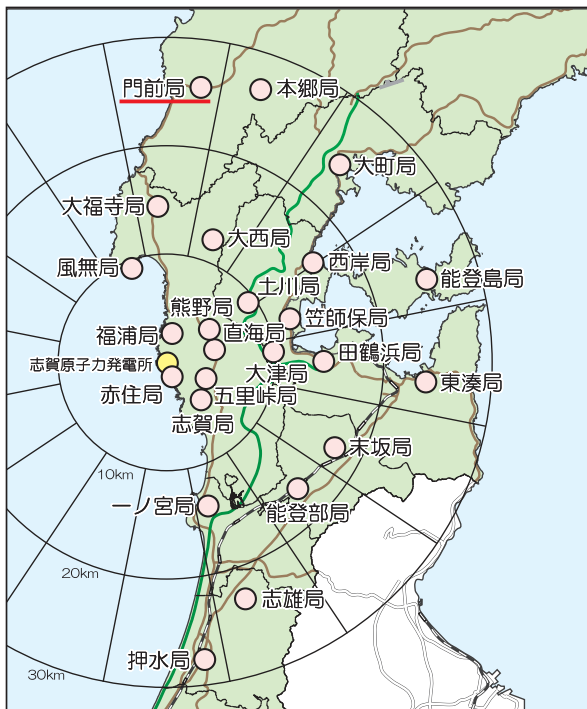 門前局
本郷局
大町局
大福寺局
大西局
西岸局
風無局
能登島局
土川局
熊野局
笠師保局
福浦局
直海局
志賀原子力発電所
大津局
田鶴浜局
赤住局
五里峠局
東湊局
志賀局
末坂局
10km
一ノ宮局
能登部局
20km
志雄局
押水局
30km